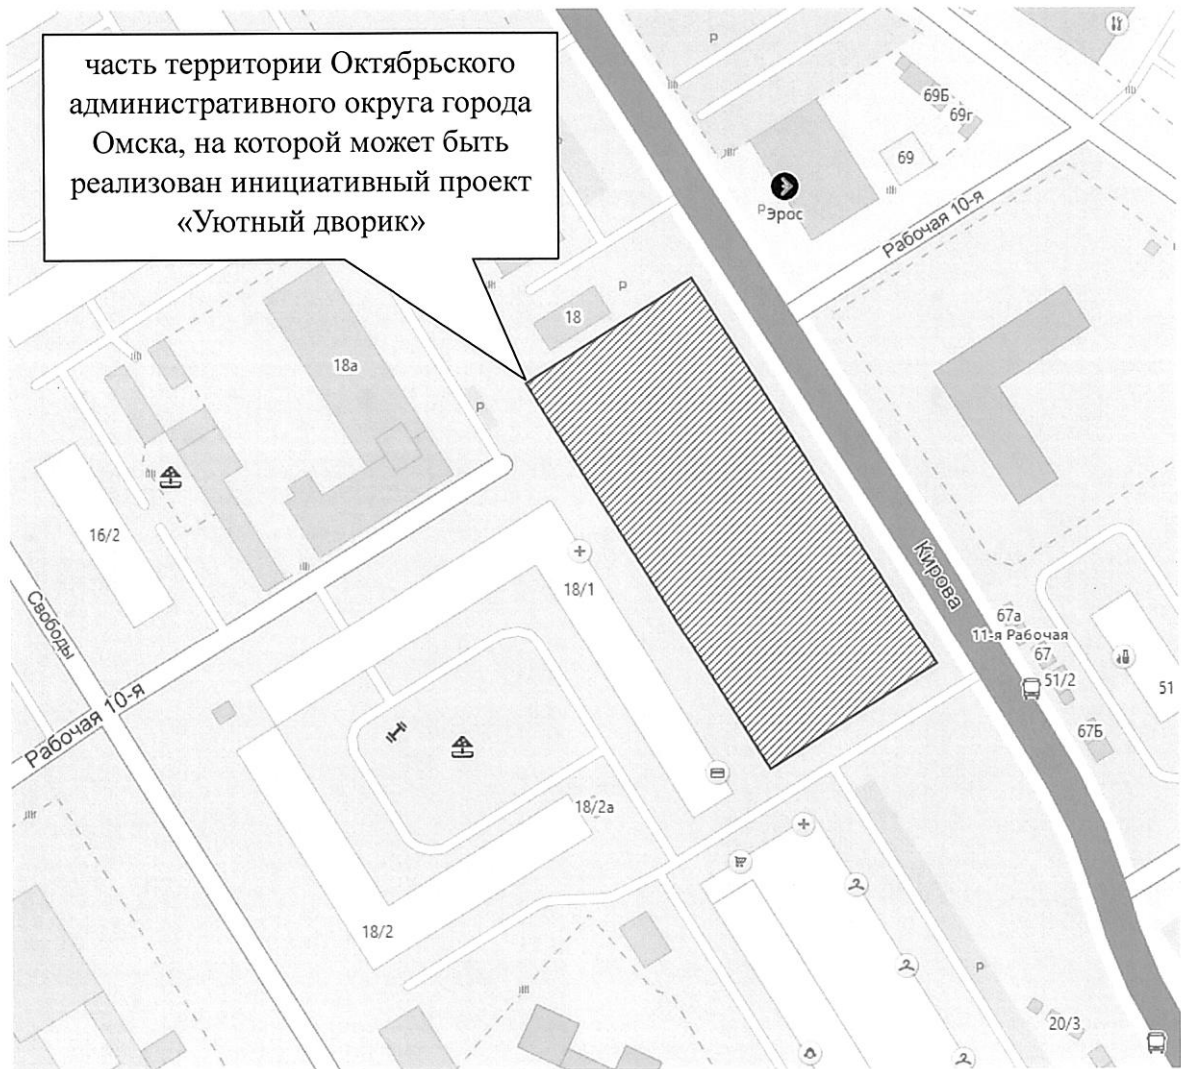 часть территории Октябрьского
административного округа города
Омска, на которой может быть
реализован инициативный проект
«Уютный дворик»
P
69Б
69г
69
P
Эрос
Рабочая 10-я
P
18
18а
P
16/2
18/1
Кирова
Свободы
67а
11-я Рабочая
67
51/2
51
67Б
Рабочая 10-я
18/2а
18/2
P
20/3